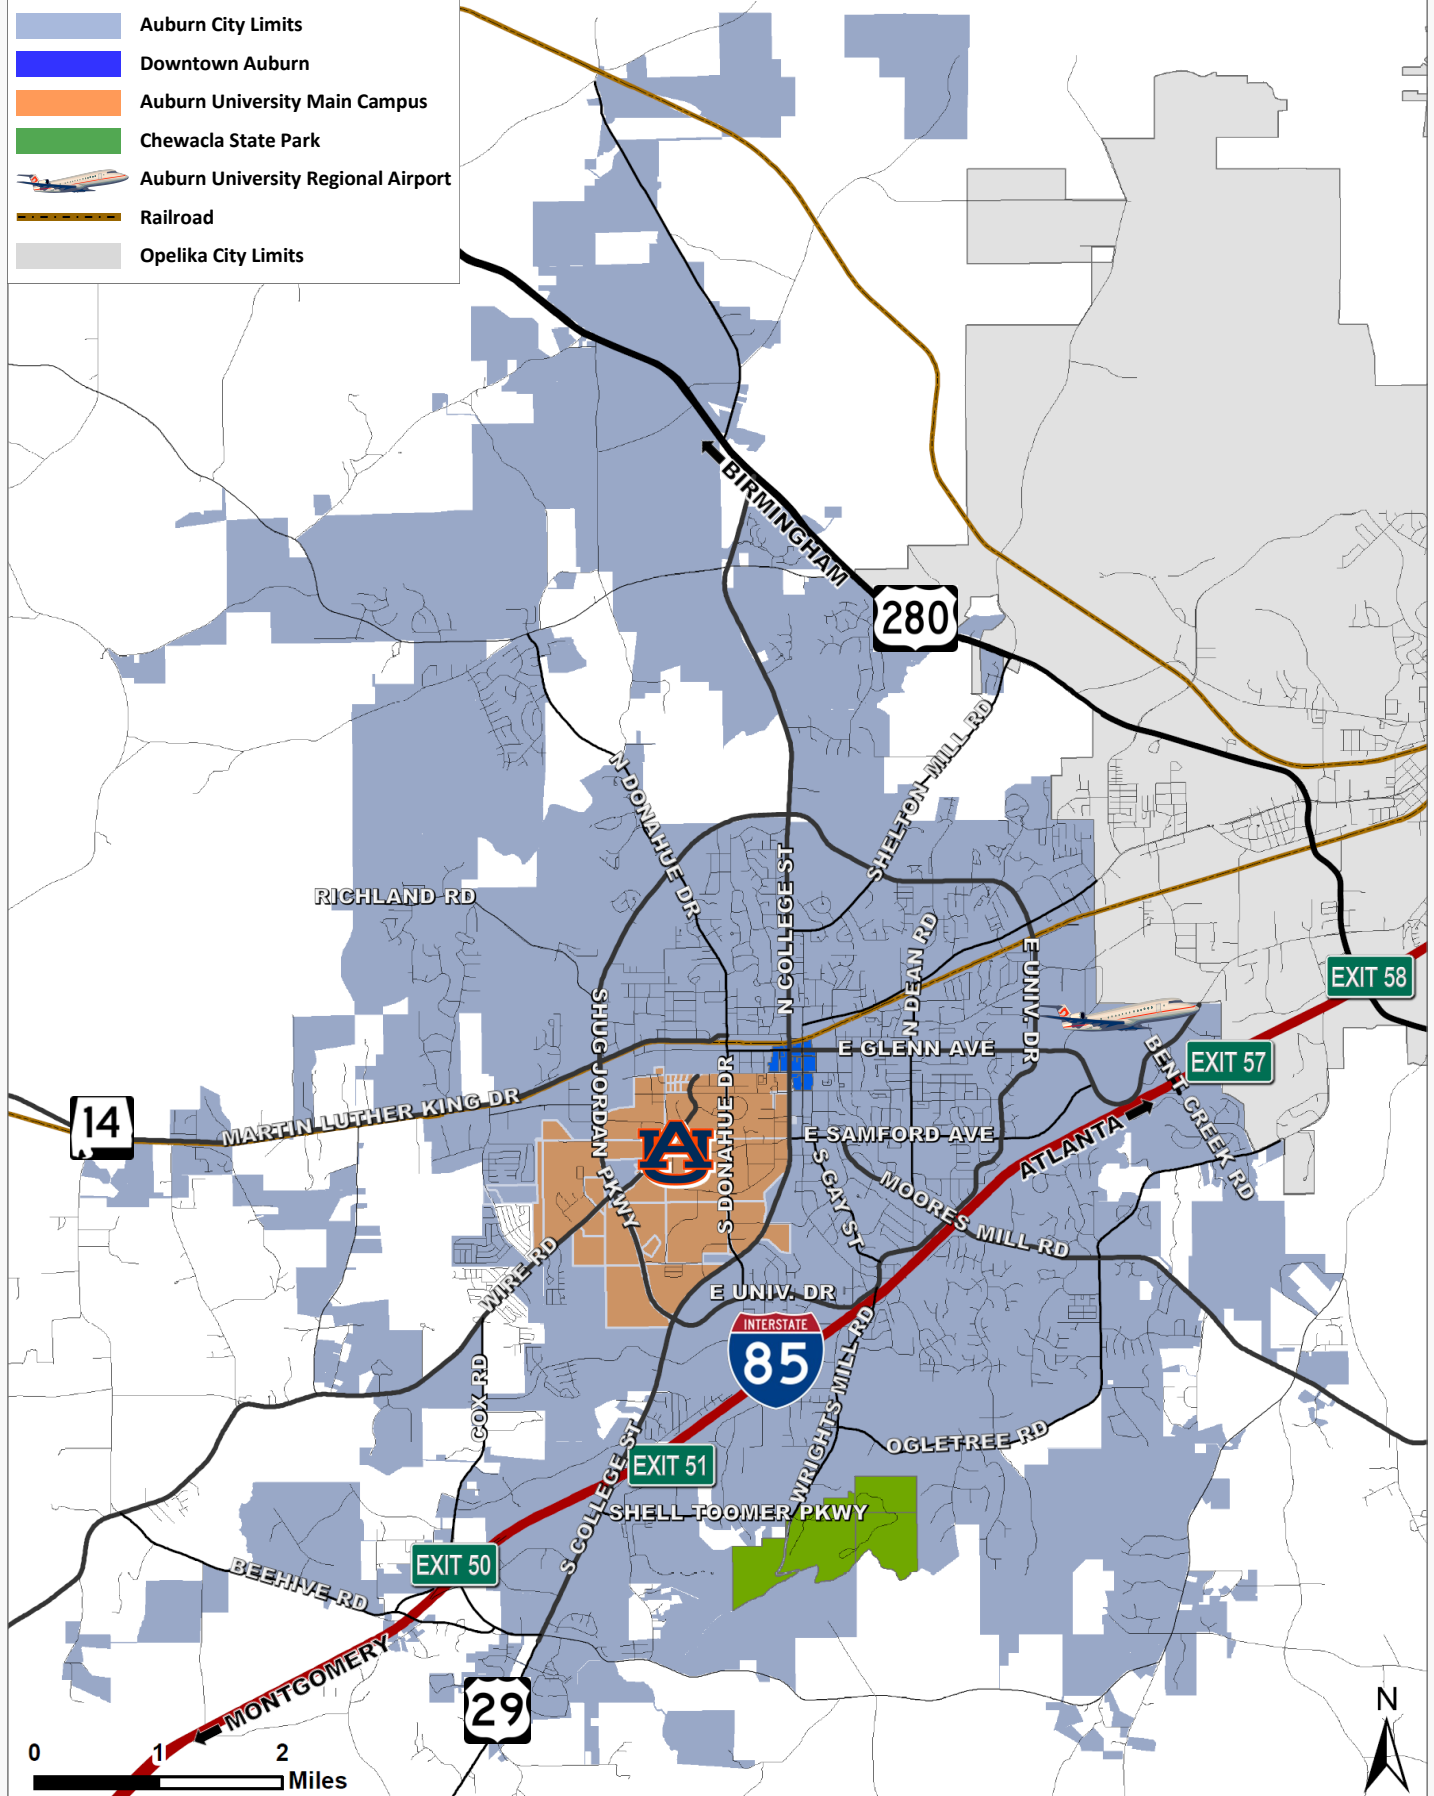 Auburn City Limits
Downtown Auburn
Auburn University Main Campus
Chewacla State Park
Auburn University Regional Airport
Railroad
Opelika City Limits
BIRMINGHAM
280
SHELTON MILL RD
N DONAHUE DR
N COLLEGE ST
RICHLAND RD
N DEAN RD
E UNIV. DR
EXIT 58
SHUG JORDAN PKWY
E GLENN AVE
BENT CREEK RD
EXIT 57
14
MARTIN LUTHER KING DR
S DONAHUE DR
AU
E SAMFORD AVE
ATLANTA
S GAY ST
MOORES MILL RD
WIRE RD
E UNIV. DR
INTERSTATE
85
WRIGHTS MILL RD
COX RD
S COLLEGE ST
OGLETREE RD
EXIT 51
SHELL TOOMER PKWY
EXIT 50
BEEHIVE RD
MONTGOMERY
29
N
0 1 2
Miles